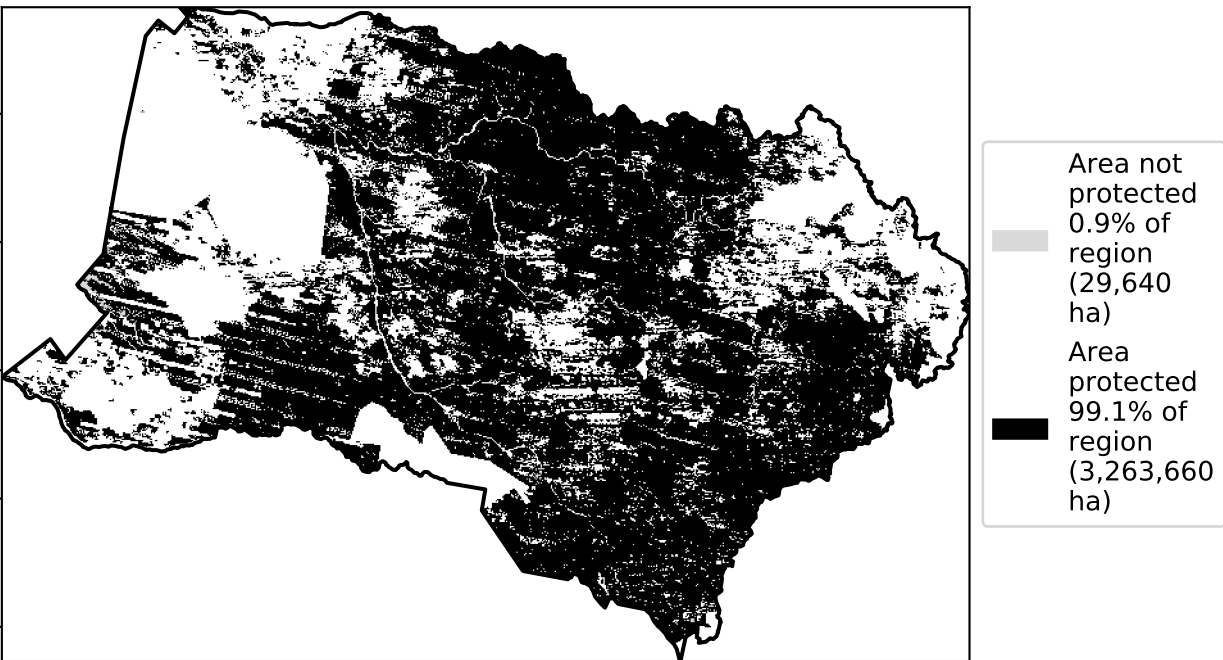 Area not
protected
0.9% of
region
(29,640
ha)
Area
protected
99.1% of
region
(3,263,660
ha)